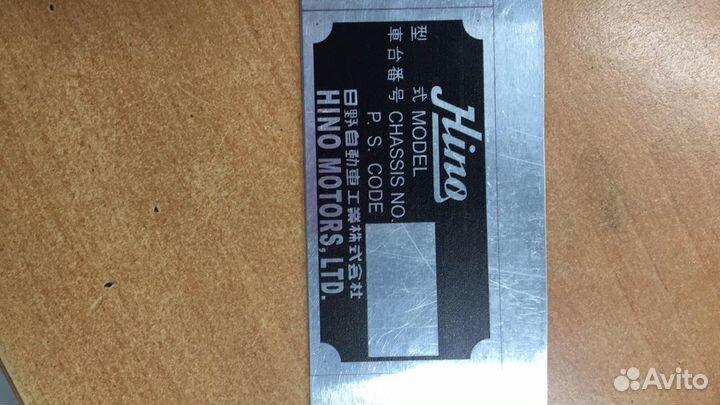 Hino
型 式 MODEL
車台番号 CHASSIS NO.
P. S. CODE
日野自動車工業株式会社
HINO MOTORS, LTD.
Avito